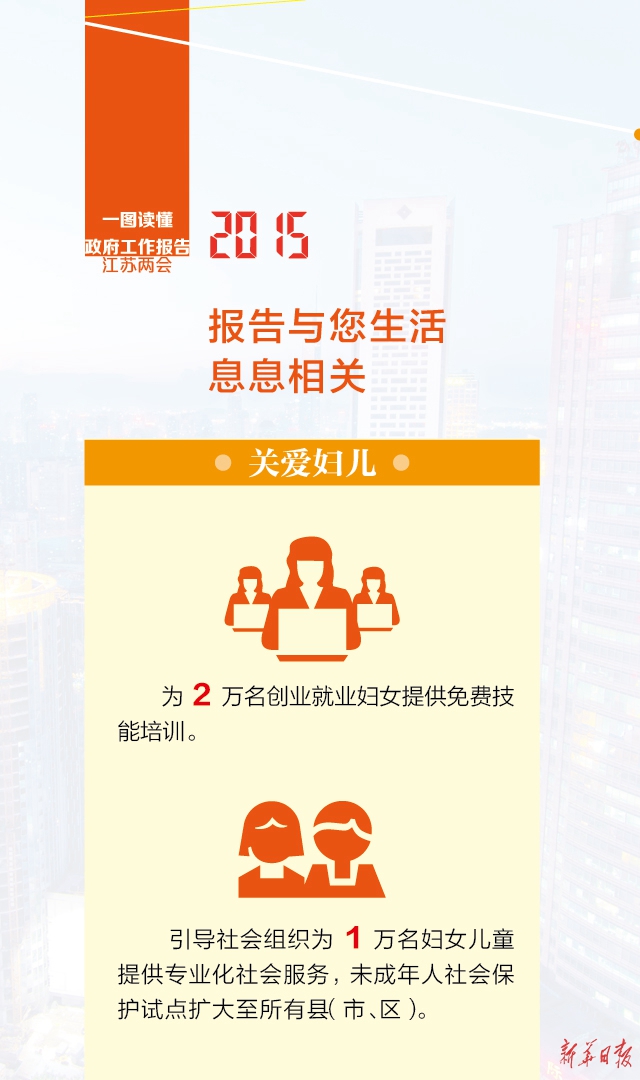 一图读懂
政府工作报告
江苏两会
2015
报告与您生活
息息相关
关爱妇儿
为 2 万名创业就业妇女提供免费技
能培训。
引导社会组织为 1 万名妇女儿童
提供专业化社会服务，未成年人社会保
护试点扩大至所有县（市、区）。
新华日报